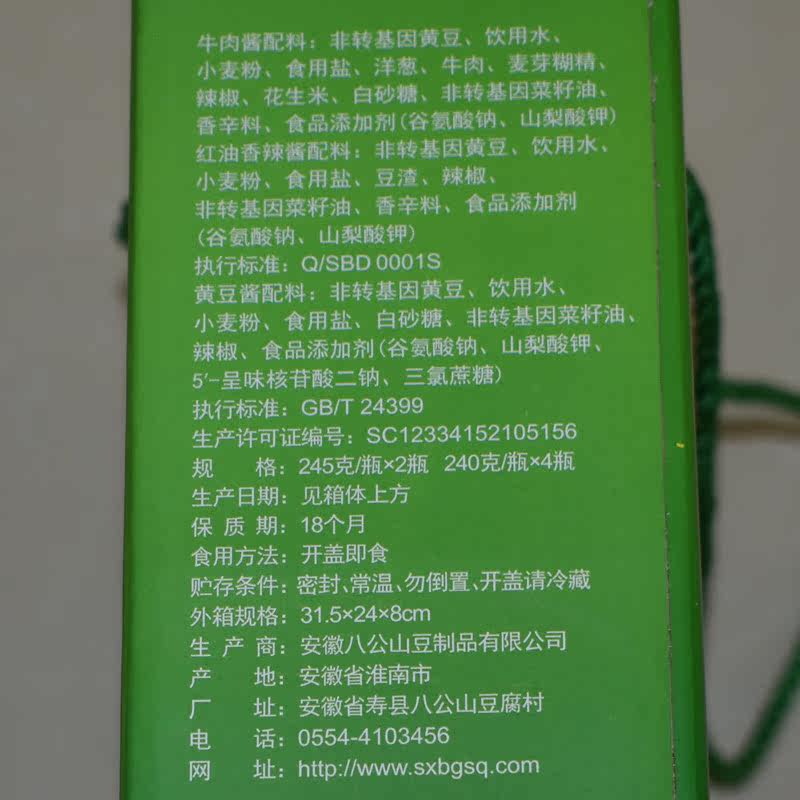 牛肉酱配料：非转基因黄豆、饮用水、
小麦粉、食用盐、洋葱、牛肉、麦芽糊精、
辣椒、花生米、白砂糖、非转基因菜籽油、
香辛料、食品添加剂(谷氨酸钠、山梨酸钾)
红油香辣酱配料：非转基因黄豆、饮用水、
小麦粉、食用盐、豆渣、辣椒、
非转基因菜籽油、香辛料、食品添加剂
(谷氨酸钠、山梨酸钾)
执行标准：Q/SBD 0001S
黄豆酱配料：非转基因黄豆、饮用水、
小麦粉、食用盐、白砂糖、非转基因菜籽油、
辣椒、食品添加剂(谷氨酸钠、山梨酸钾、
5′-呈味核苷酸二钠、三氯蔗糖)
执行标准：GB/T 24399
生产许可证编号：SC12334152105156
规 格：245克/瓶×2瓶 240克/瓶×4瓶
生产日期：见箱体上方
保 质 期：18个月
食用方法：开盖即食
贮存条件：密封、常温、勿倒置、开盖请冷藏
外箱规格：31.5×24×8cm
生 产 商：安徽八公山豆制品有限公司
产 地：安徽省淮南市
厂 址：安徽省寿县八公山豆腐村
电 话：0554-4103456
网 址：http://www.sxbgsq.com